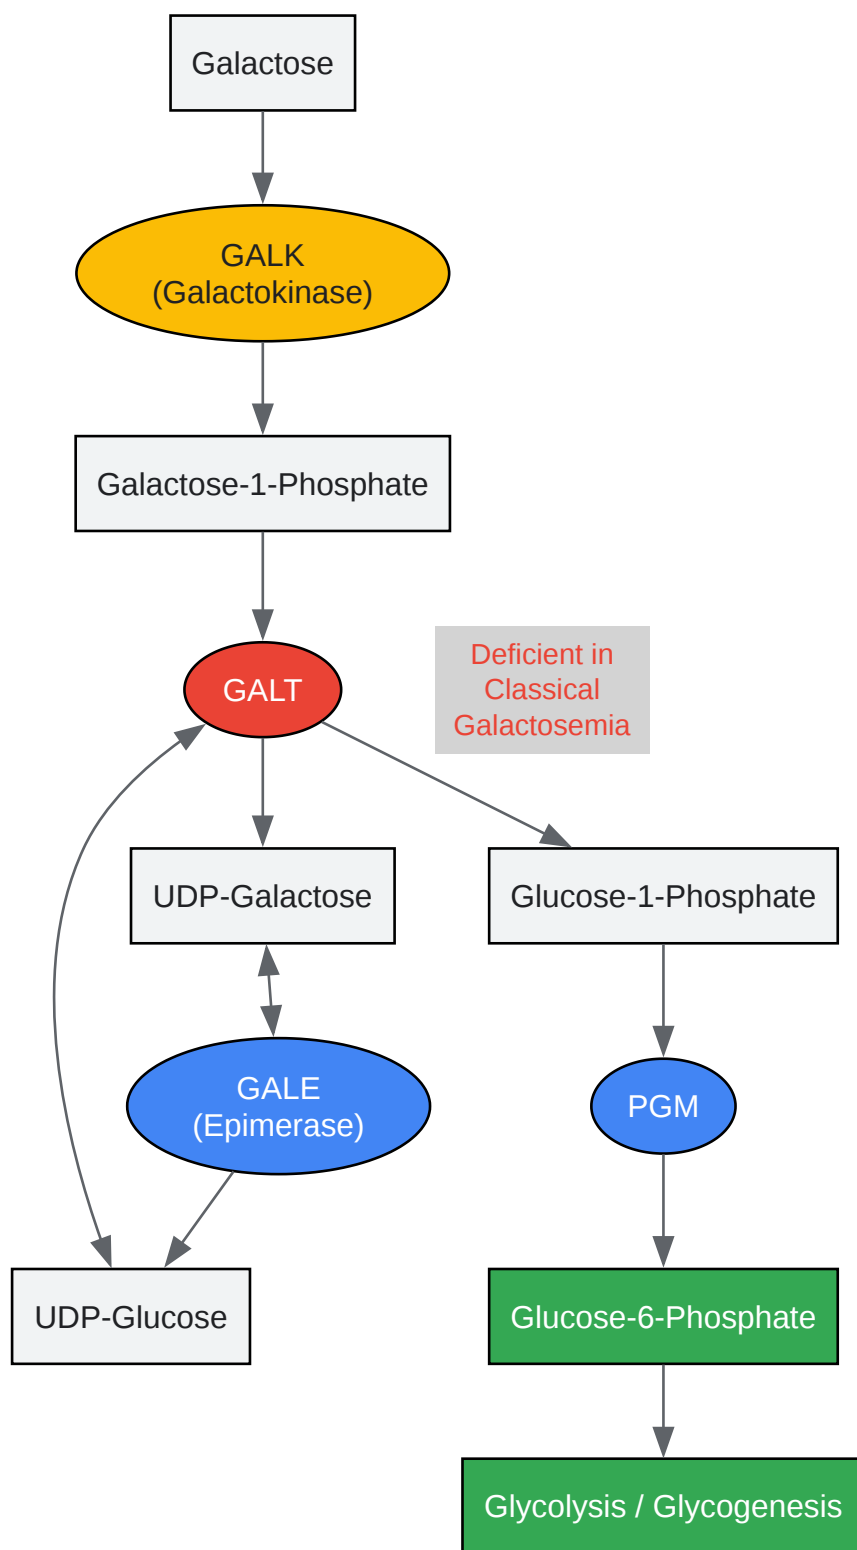 Galactose
GALK
(Galactokinase)
Galactose-1-Phosphate
Deficient in
Classical
Galactosemia
GALT
UDP-Galactose
Glucose-1-Phosphate
GALE
(Epimerase)
PGM
UDP-Glucose
Glucose-6-Phosphate
Glycolysis / Glycogenesis